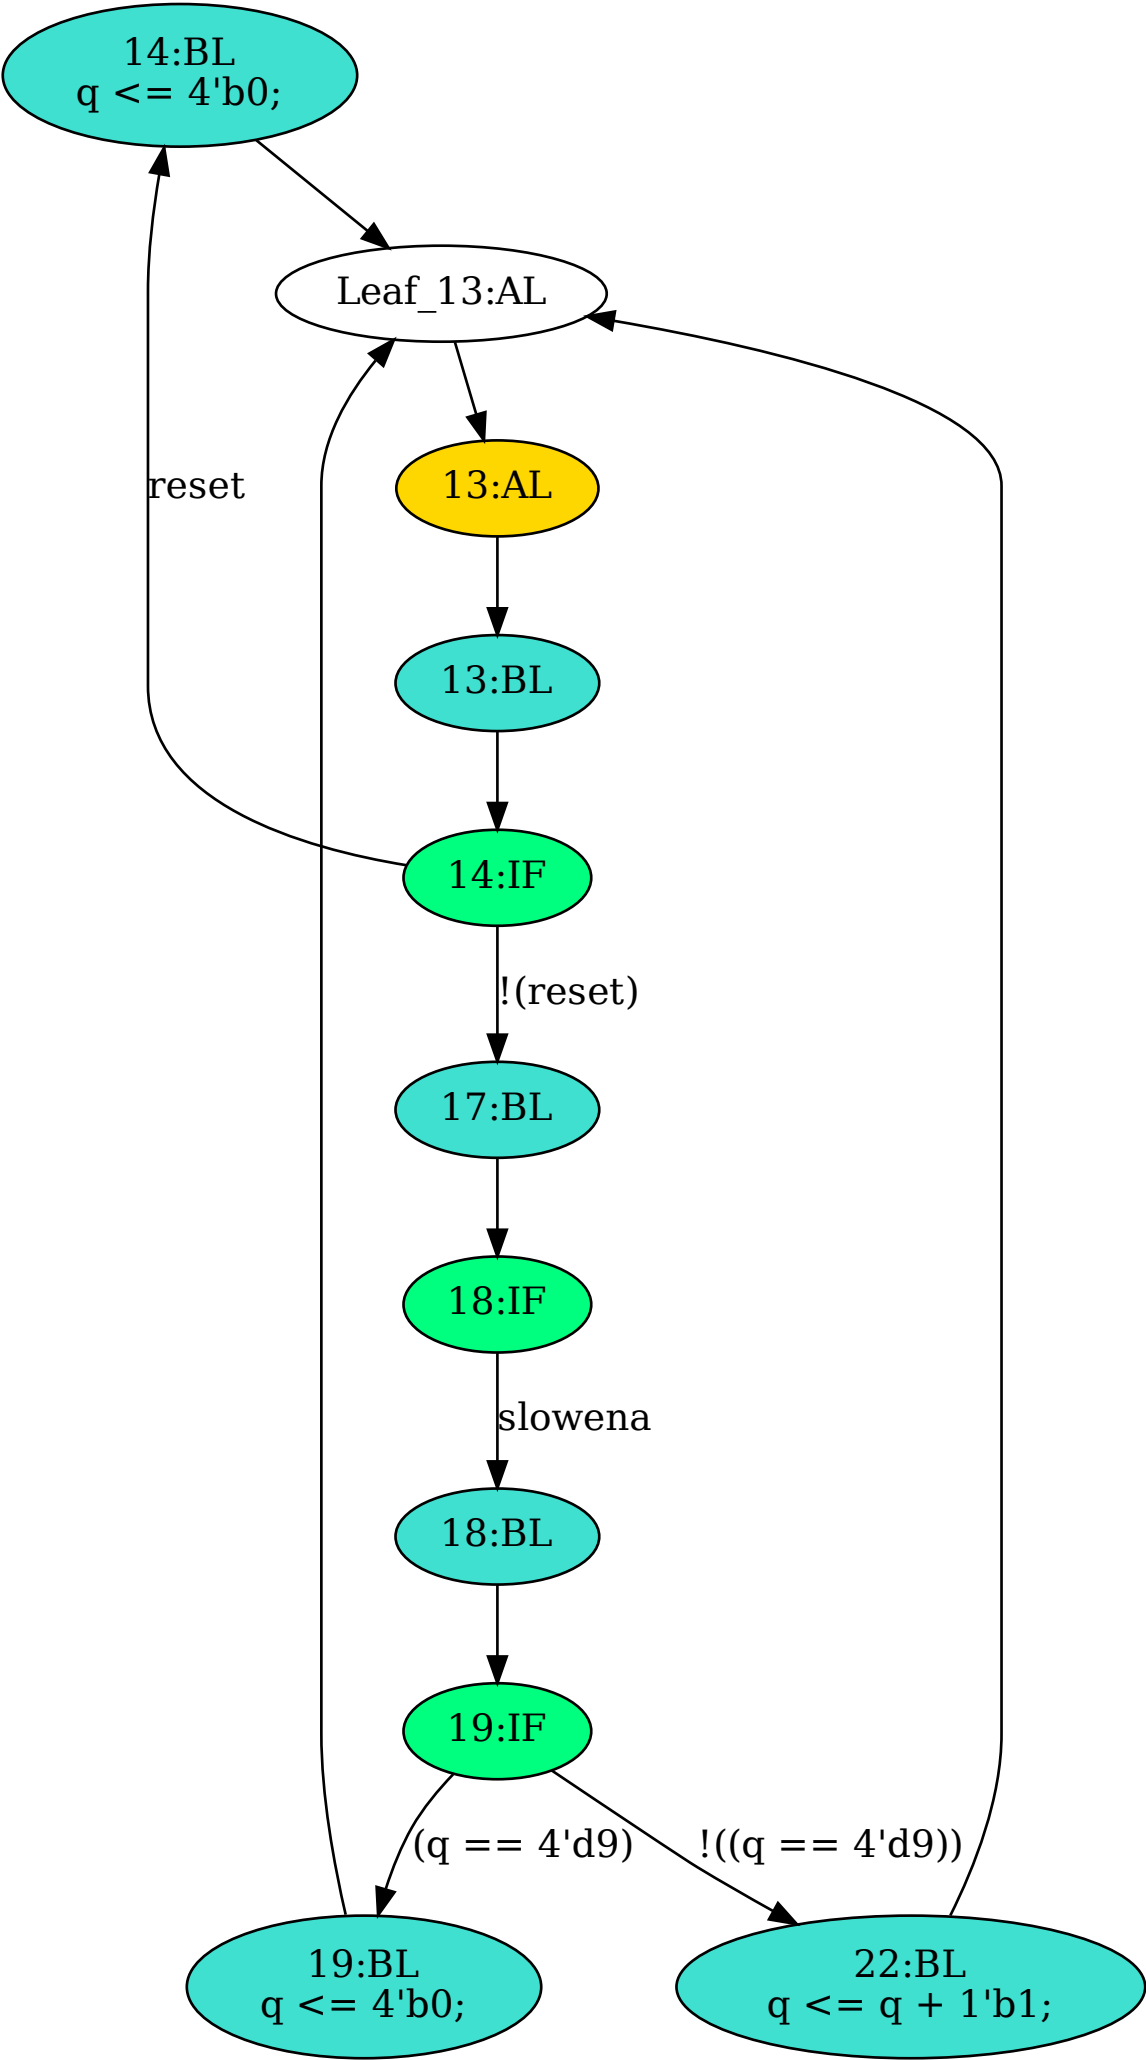 14:BL
q <= 4'b0;
Leaf_13:AL
13:AL
reset
13:BL
14:IF
!(reset)
17:BL
18:IF
slowena
18:BL
19:IF
(q == 4'd9)
!((q == 4'd9))
19:BL
q <= 4'b0;
22:BL
q <= q + 1'b1;